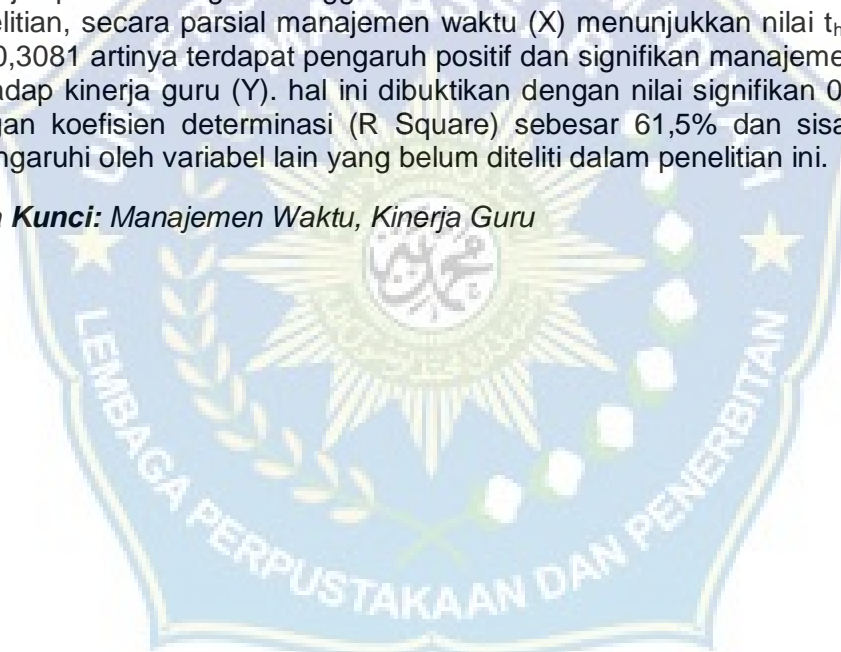 elitian, secara parsial manajemen waktu (X) menunjukkan nilai t
0,3081 artinya terdapat pengaruh positif dan signifikan manajeme
adap kinerja guru (Y). hal ini dibuktikan dengan nilai signifikan 0
gan koefisien determinasi (R Square) sebesar 61,5% dan sisa
ngaruhi oleh variabel lain yang belum diteliti dalam penelitian ini.
Kunci: Manajemen Waktu, Kinerja Guru
LEMBAGA PERPUSTAKAAN DAN PENERBITAN